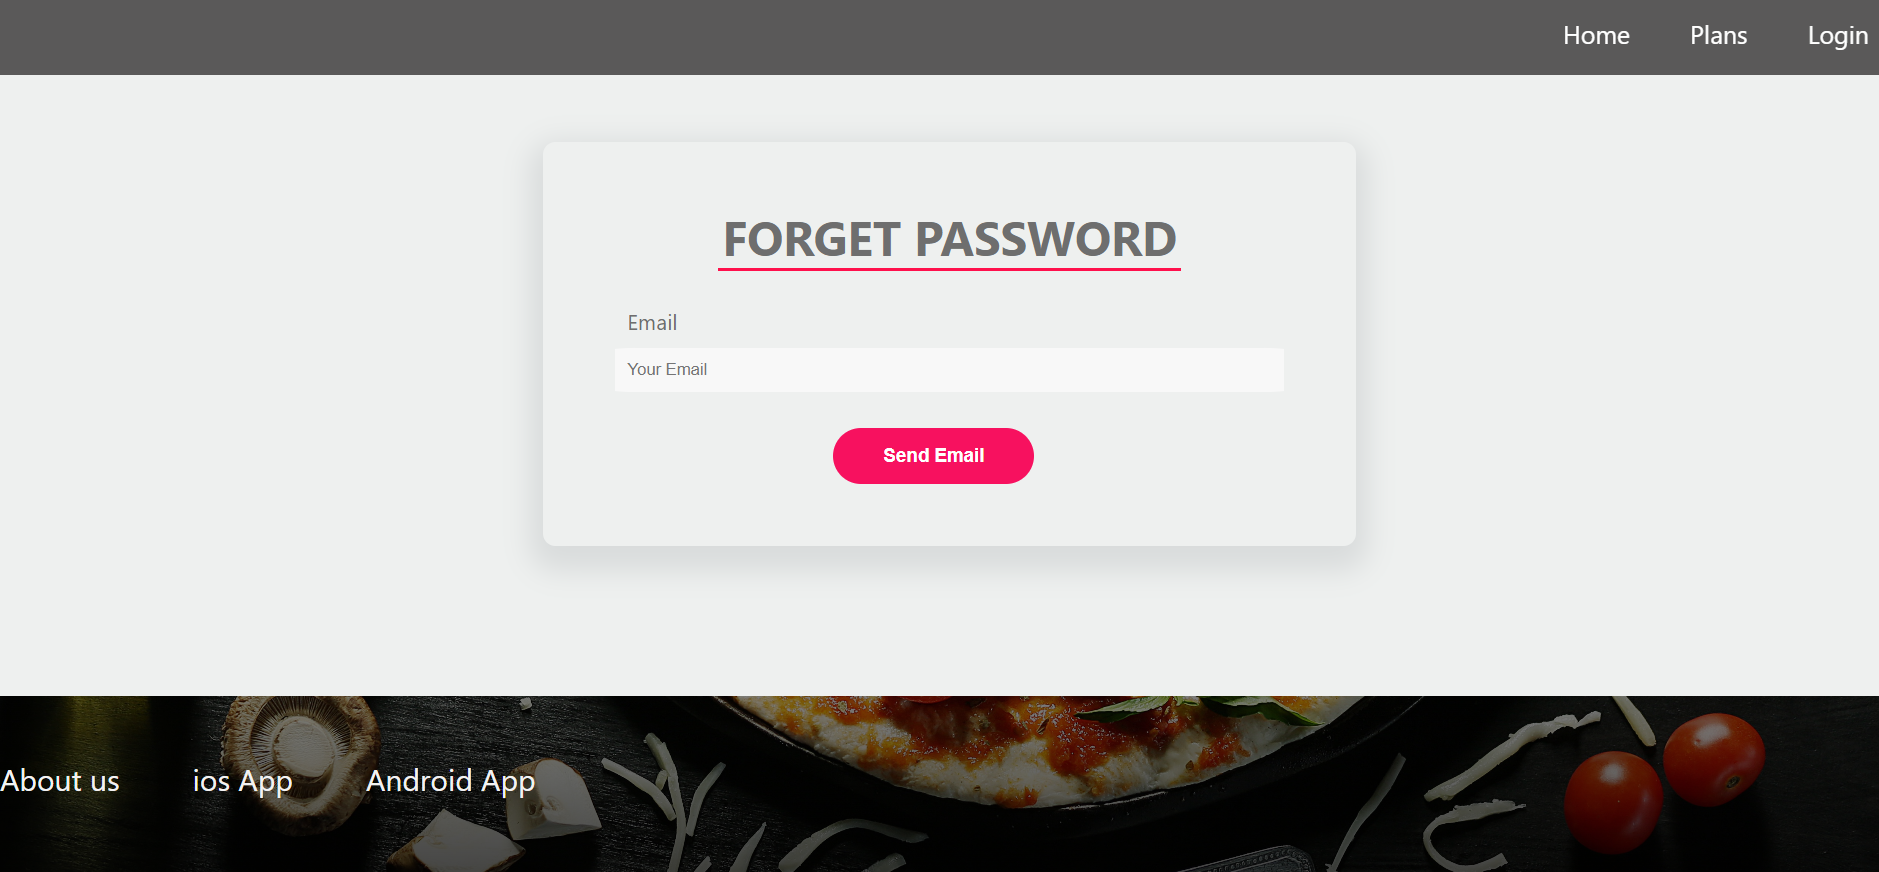 Home Plans Login
FORGET PASSWORD
Email
Your Email
Send Email
About us ios App Android App